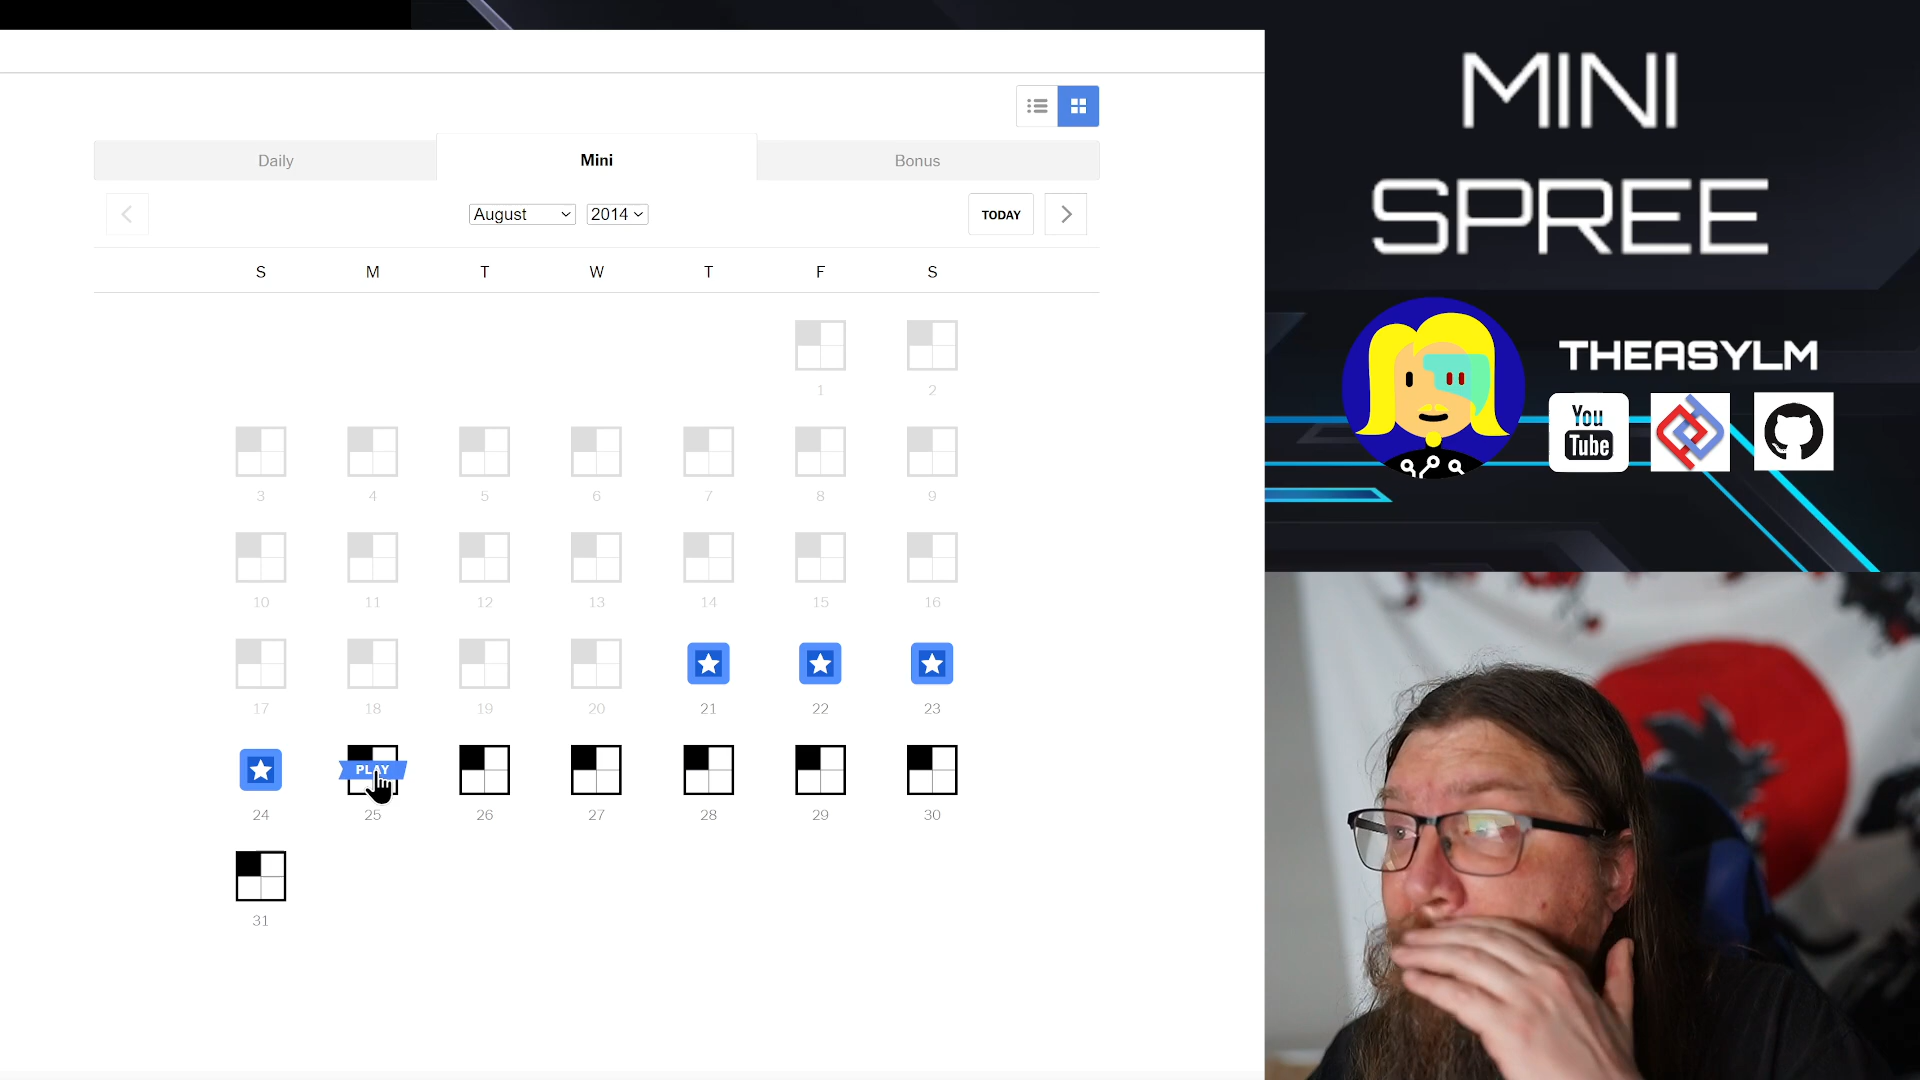 MINI
SPREE
Daily Mini Bonus
August 2014 TODAY
S M T W T F S
1 2
3 4 5 6 7 8 9
10 11 12 13 14 15 16
17 18 19 20 21 22 23
PLAY
24 25 26 27 28 29 30
31
THEASYLM
You
Tube